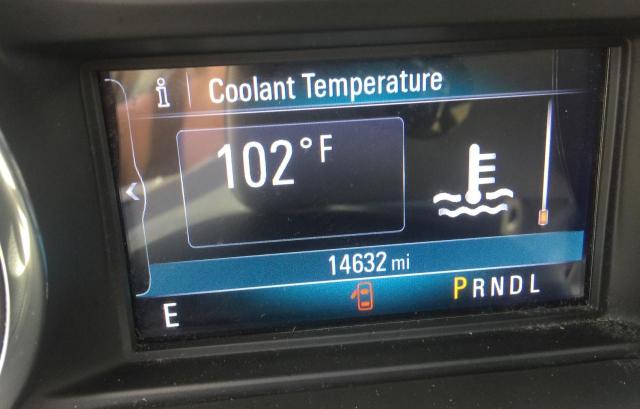 i Coolant Temperature
102°F
14632 mi
E PRNDL